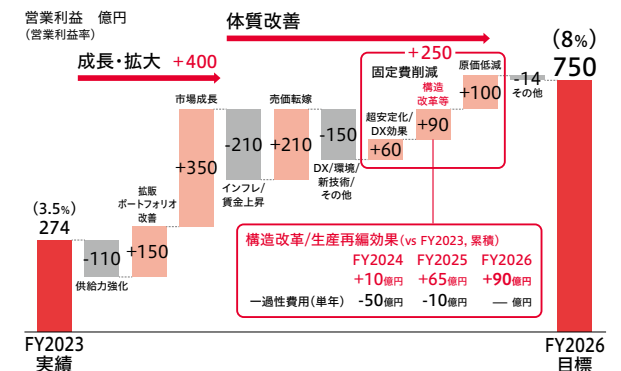 営業利益 億円
(営業利益率)
体質改善
成長・拡大 +400
+250
固定費削減
原価低減
構造
改革等
(8%)
750
-14
その他
市場成長
売価転嫁
超安定化/
DX効果
+100
+90
+60
-210
+210
-150
+350
インフレ/
賃金上昇
DX/環境/
新技術/
その他
拡販
ポートフォリオ
改善
(3.5%)
274
-110
+150
供給力強化
構造改革/生産再編効果(vs FY2023, 累積)
FY2024 FY2025 FY2026
+10億円 +65億円 +90億円
一過性費用(単年) -50億円 -10億円 — 億円
FY2023
実績
FY2026
目標